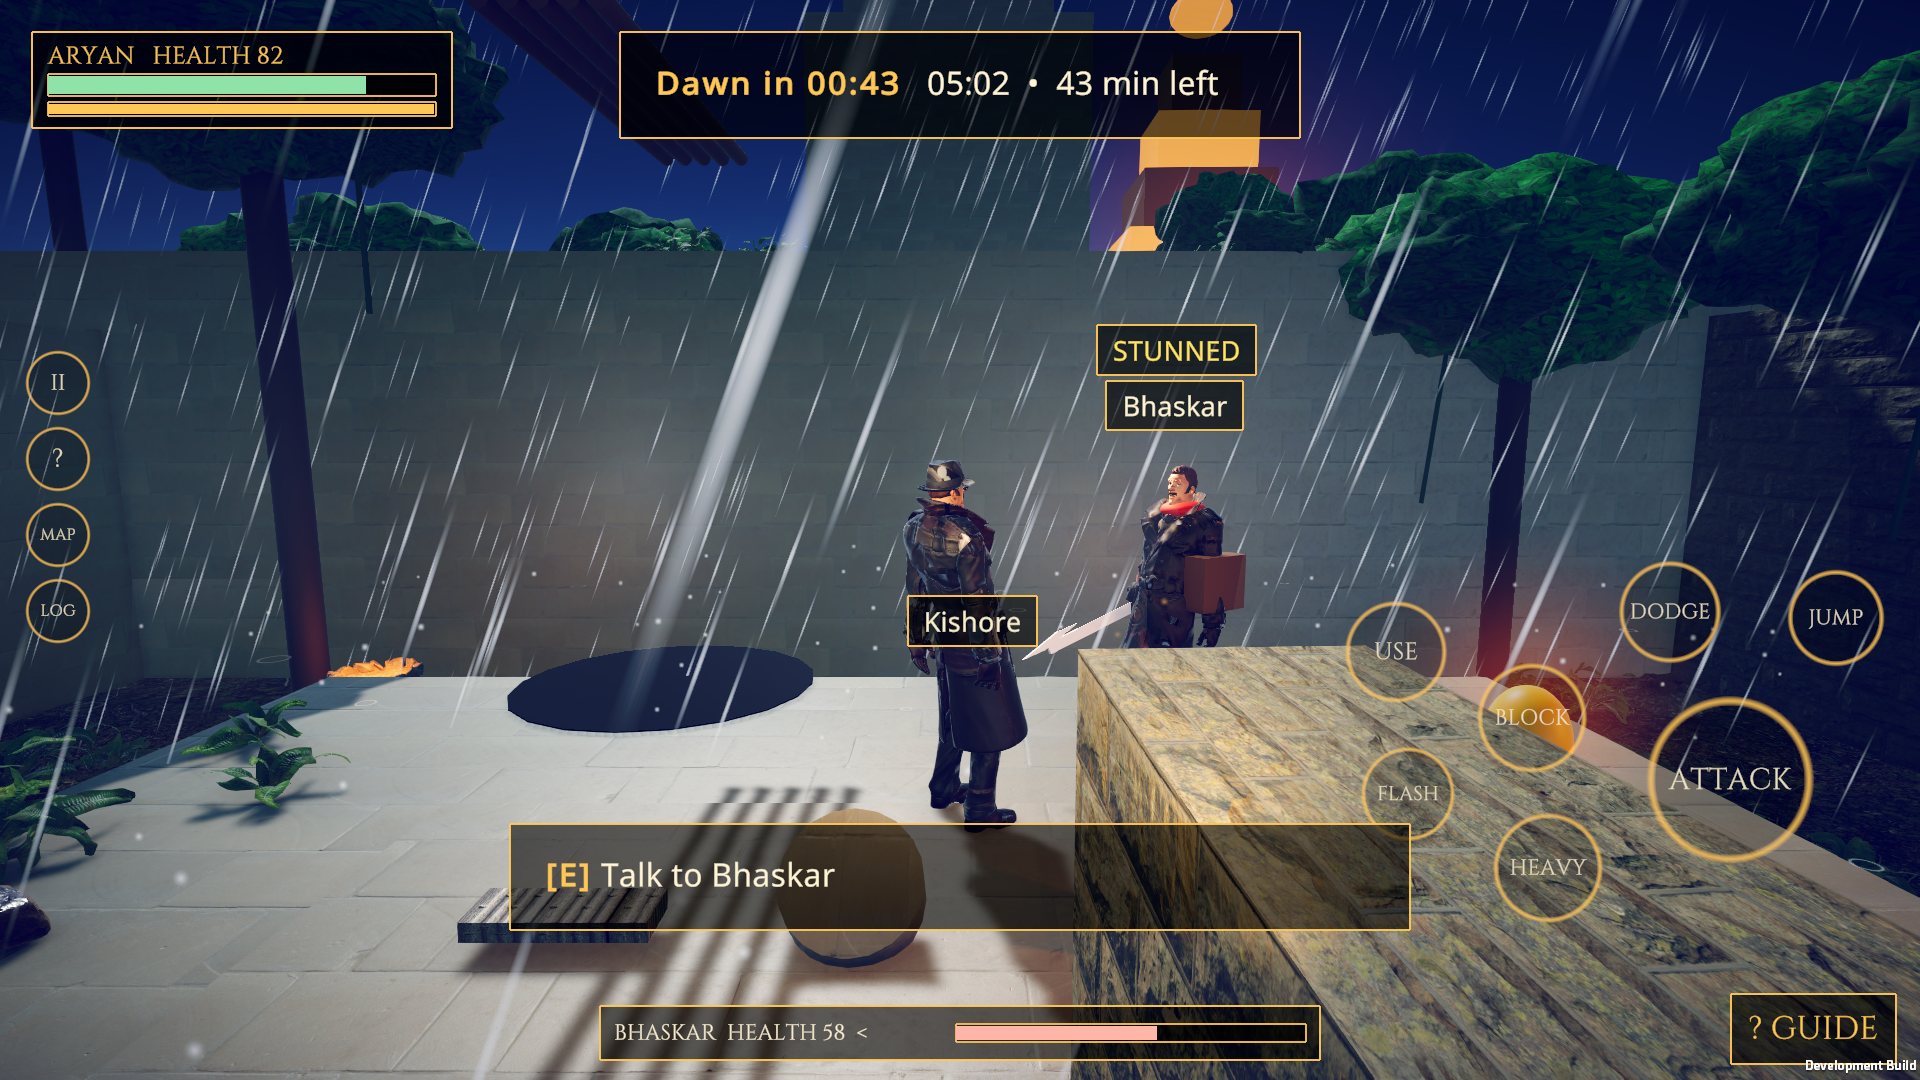 ARYAN HEALTH 82
Dawn in 00:43 05:02 • 43 min left
STUNNED
Bhaskar
II
?
MAP
LOG
Kishore
DODGE
JUMP
USE
BLOCK
ATTACK
FLASH
HEAVY
[E] Talk to Bhaskar
BHASKAR HEALTH 58 <
? GUIDE
Development Build